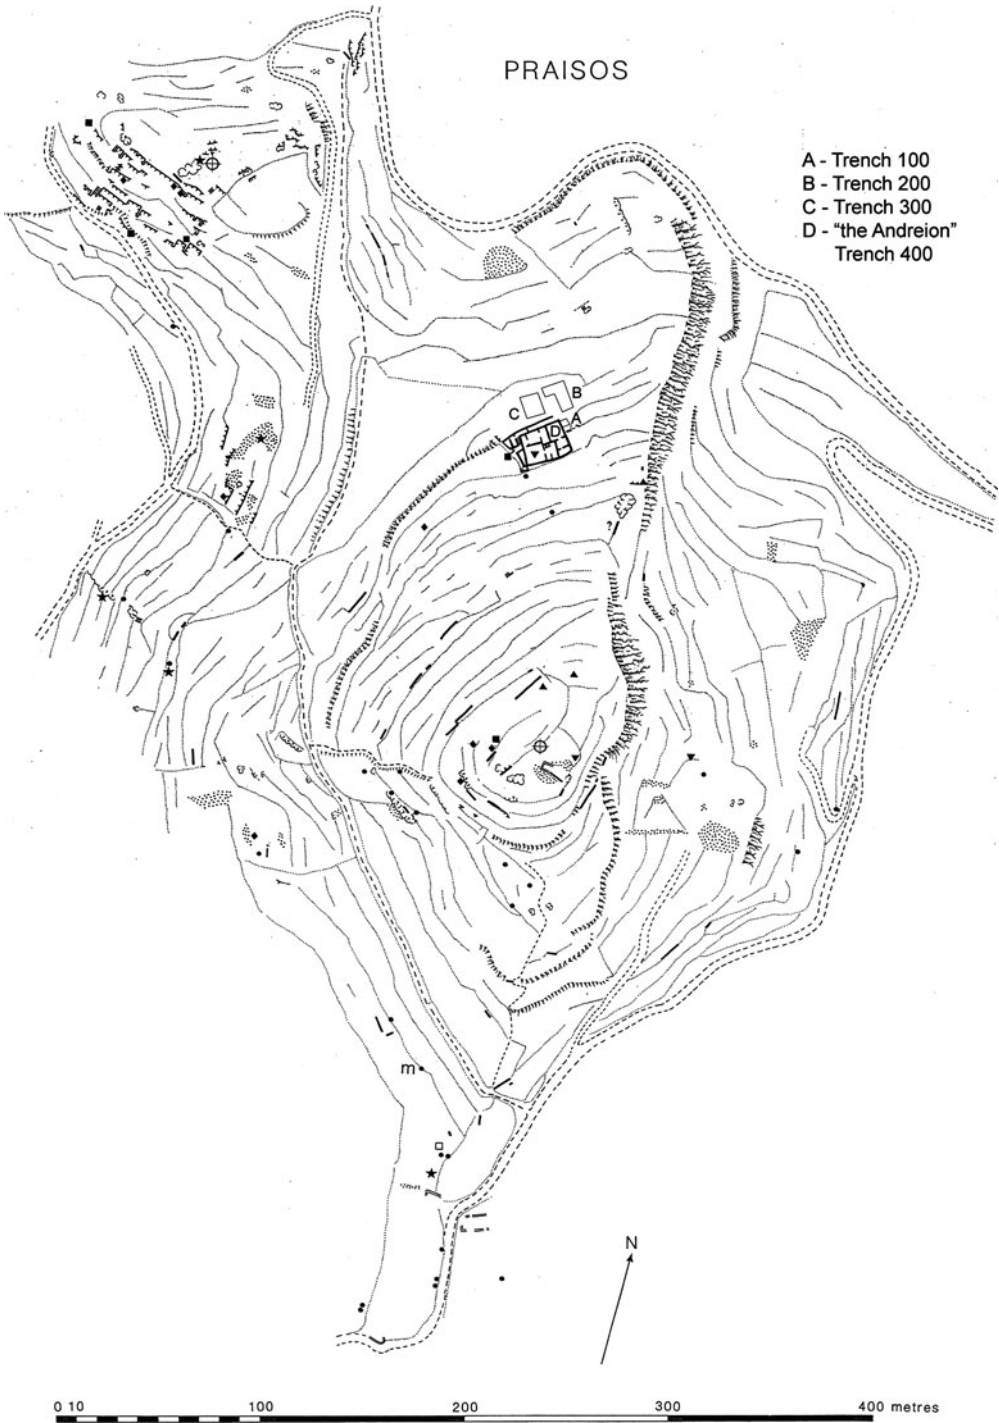 PRAISOS
A - Trench 100
B - Trench 200
C - Trench 300
D - “the Andreion”
Trench 400
B
C
A
D
?
i
m
N
0 10 100 200 300 400 metres